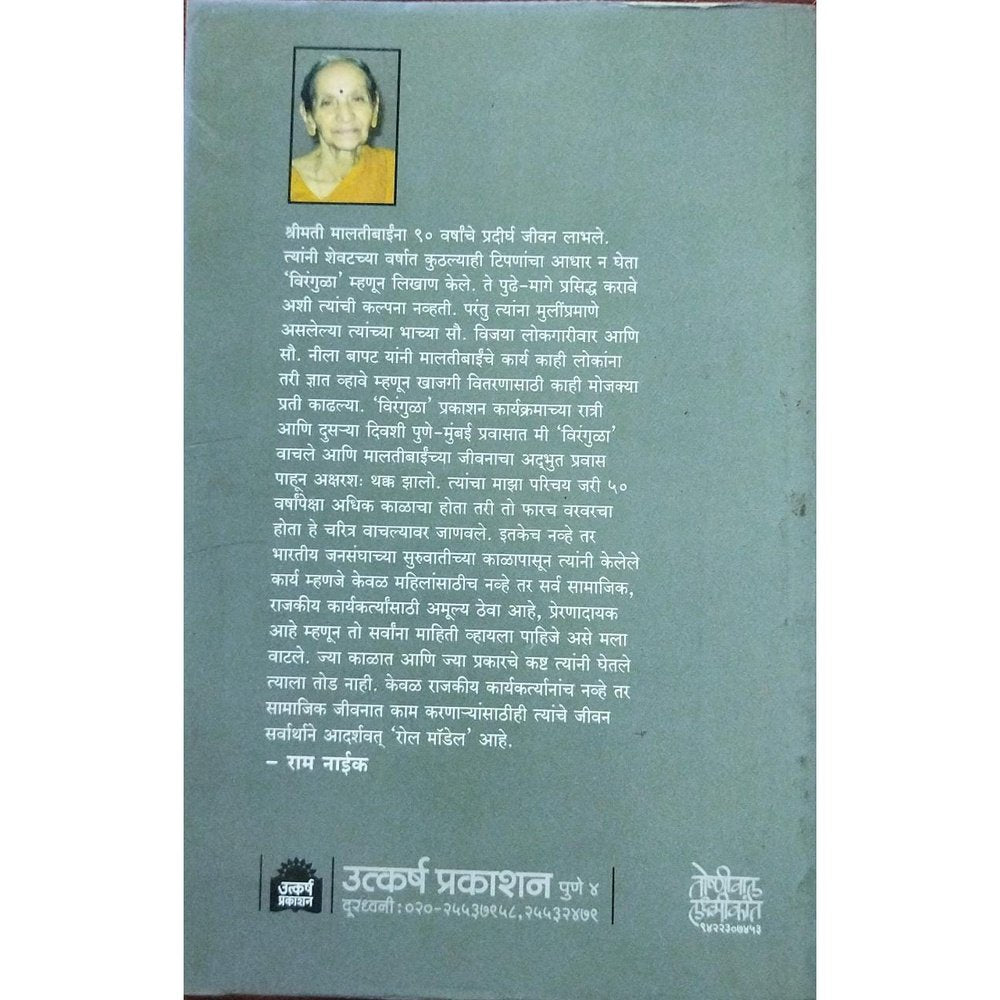 श्रीमती मालतीबाईंना ९० वर्षांचे प्रदीर्घ जीवन लाभले.
त्यांनी शेवटच्या वर्षात कुठल्याही टिपणांचा आधार न घेता
‘विरंगुळा’ म्हणून लिखाण केले. ते पुढे-मागे प्रसिद्ध करावे
अशी त्यांची कल्पना नव्हती. परंतु त्यांना मुलींप्रमाणे
असलेल्या त्यांच्या भाच्या सौ. विजया लोकगारीवार आणि
सौ. नीला बापट यांनी मालतीबाईंचे कार्य काही लोकांना
तरी ज्ञात व्हावे म्हणून खाजगी वितरणासाठी काही मोजक्या
प्रती काढल्या. ‘विरंगुळा’ प्रकाशन कार्यक्रमाच्या रात्री
आणि दुसऱ्या दिवशी पुणे-मुंबई प्रवासात मी ‘विरंगुळा’
वाचले आणि मालतीबाईंच्या जीवनाचा अद्‌भुत प्रवास
पाहून अक्षरशः थक्क झालो. त्यांचा माझा परिचय जरी ५०
वर्षांपेक्षा अधिक काळाचा होता तरी तो फारच वरवरचा
होता हे चरित्र वाचल्यावर जाणवले. इतकेच नव्हे तर
भारतीय जनसंघाच्या सुरुवातीच्या काळापासून त्यांनी केलेले
कार्य म्हणजे केवळ महिलांसाठीच नव्हे तर सर्व सामाजिक,
राजकीय कार्यकर्त्यांसाठी अमूल्य ठेवा आहे, प्रेरणादायक
आहे म्हणून तो सर्वांना माहिती व्हायला पाहिजे असे मला
वाटले. ज्या काळात आणि ज्या प्रकारचे कष्ट त्यांनी घेतले
त्याला तोड नाही. केवळ राजकीय कार्यकर्त्यानांच नव्हे तर
सामाजिक जीवनात काम करणाऱ्यांसाठीही त्यांचे जीवन
सर्वार्थाने आदर्शवत् ‘रोल मॉडेल’ आहे.
– राम नाईक
उत्कर्ष
प्रकाशन
उत्कर्ष प्रकाशन पुणे ४
दूरध्वनी : ०२०-२५५३७९५८, २५५३२४७९
तोष्णीवाल
लक्ष्मीकांत
९४२२३०७४५३